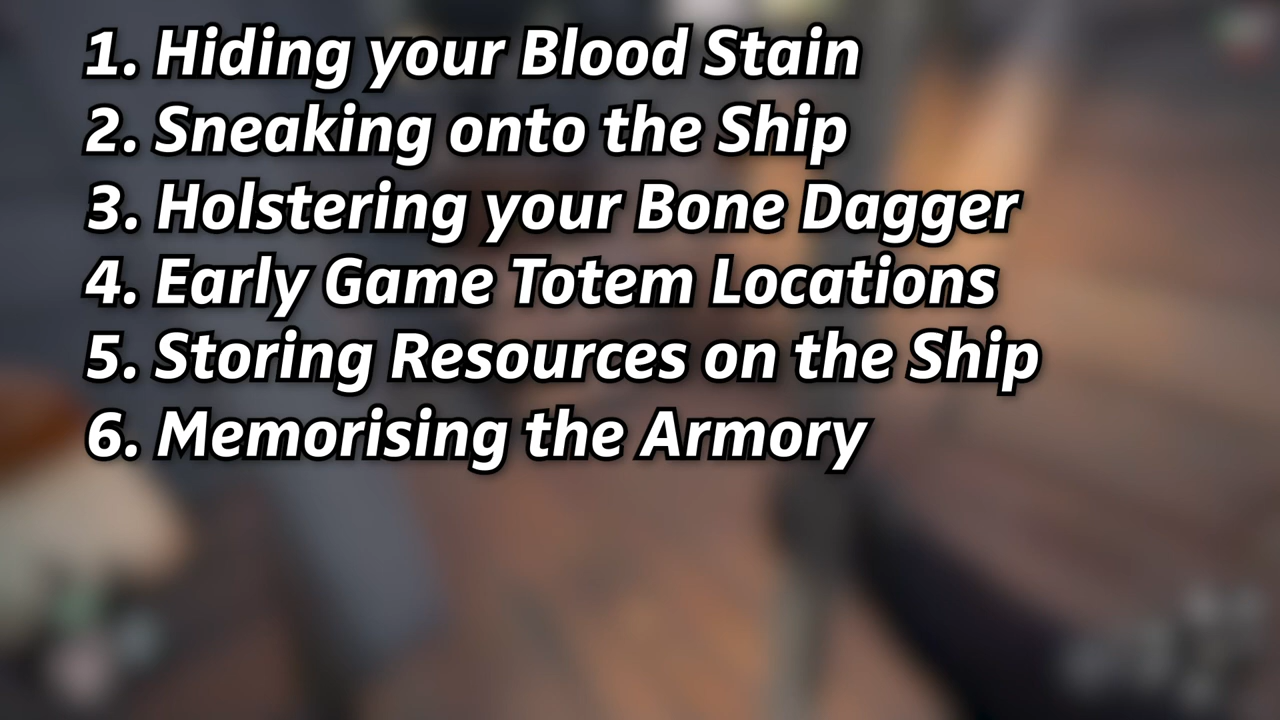 1. Hiding your Blood Stain
2. Sneaking onto the Ship
3. Holstering your Bone Dagger
4. Early Game Totem Locations
5. Storing Resources on the Ship
6. Memorising the Armory